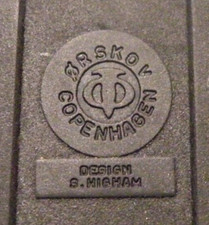 ØRSKOV
COPENHAGEN
DESIGN
S. HIGHAM